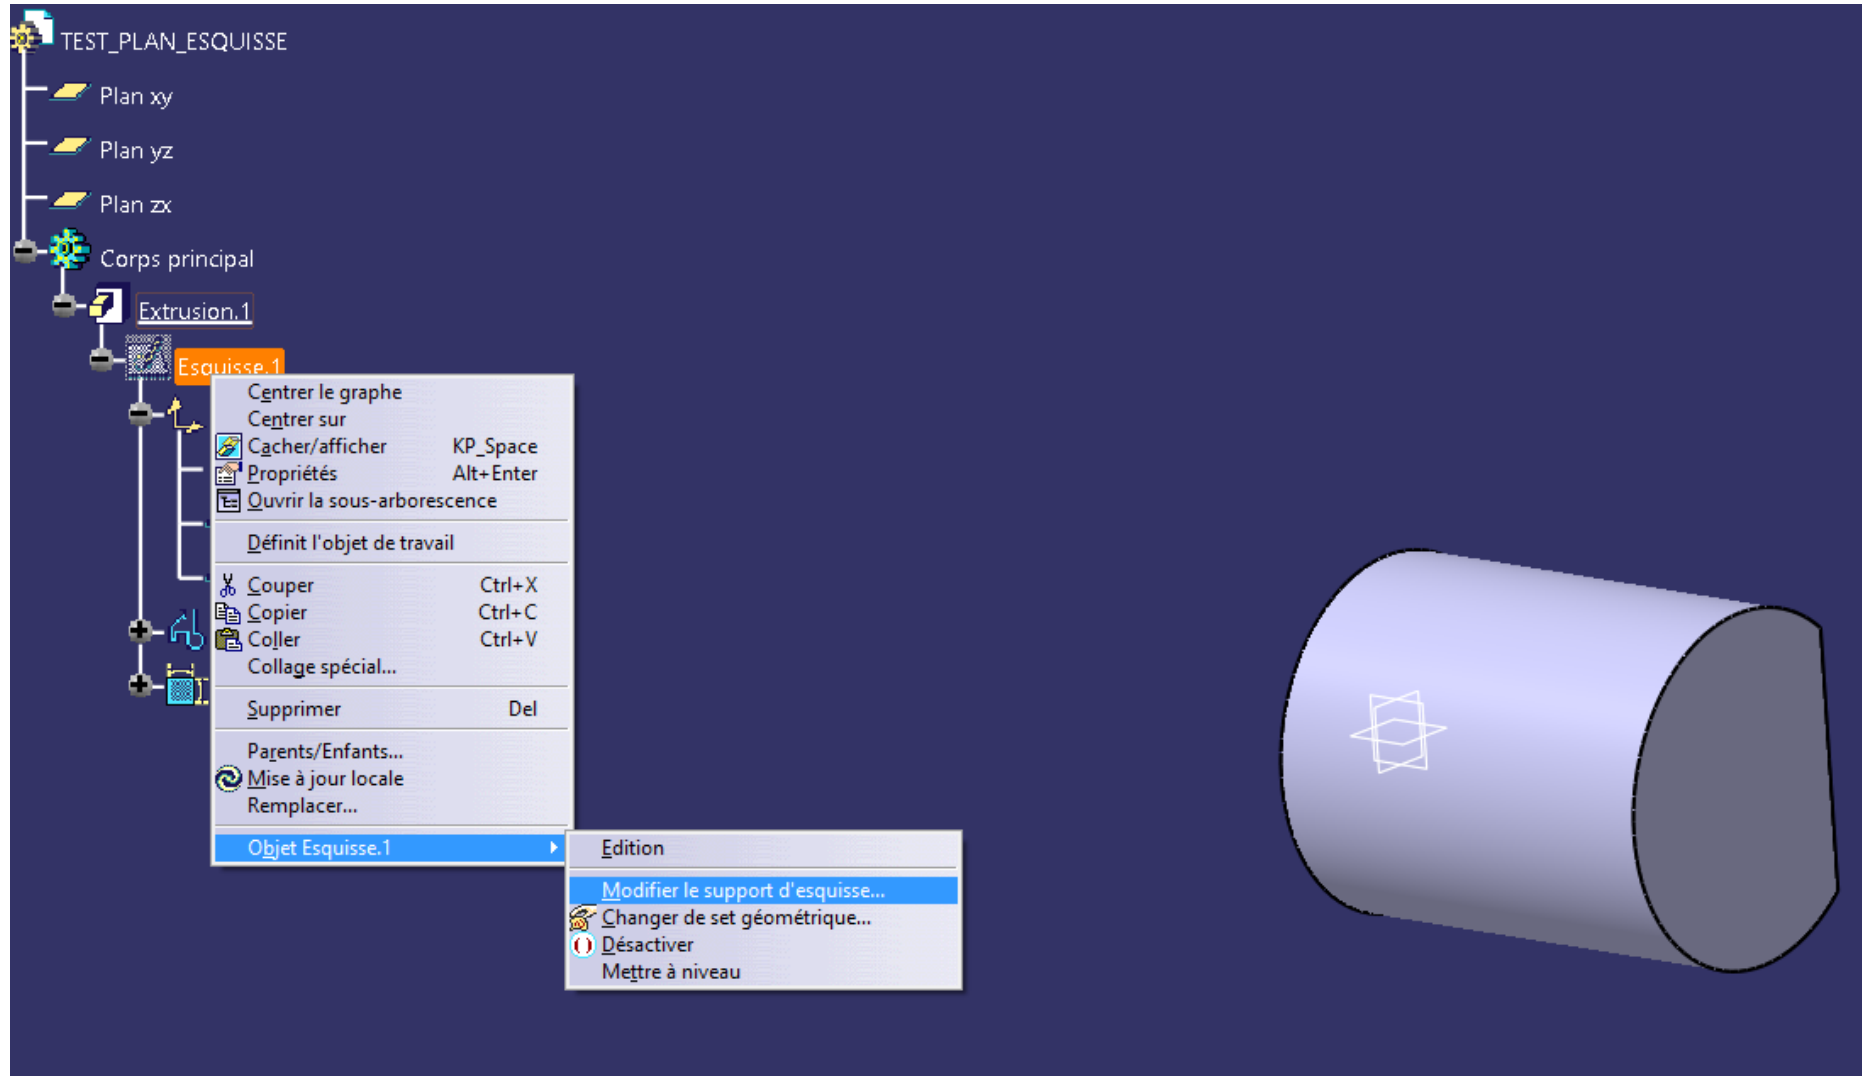 TEST_PLAN_ESQUISSE
Plan xy
Plan yz
Plan zx
Corps principal
Extrusion.1
Esquisse.1
Centrer le graphe
Centrer sur
Cacher/afficher KP_Space
Propriétés Alt+Enter
Ouvrir la sous-arborescence
Définit l'objet de travail
Couper Ctrl+X
Copier Ctrl+C
Coller Ctrl+V
Collage spécial...
Supprimer Del
Parents/Enfants...
Mise à jour locale
Remplacer...
Objet Esquisse.1
Edition
Modifier le support d'esquisse...
Changer de set géométrique...
Désactiver
Mettre à niveau